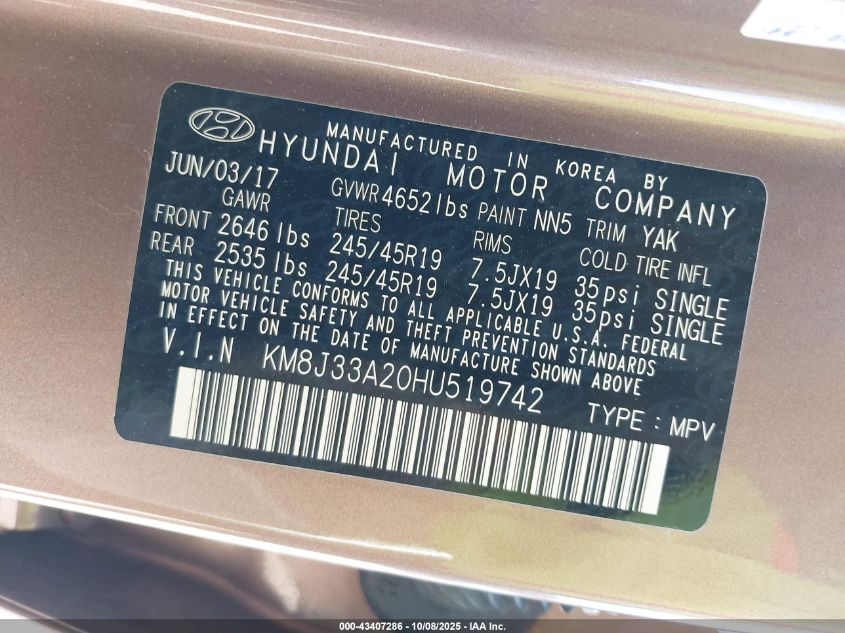 MANUFACTURED IN KOREA BY
HYUNDAI MOTOR COMPANY
JUN/03/17 GVWR 4652 lbs PAINT NN5 TRIM YAK
GAWR TIRES RIMS COLD TIRE INFL
FRONT 2646 lbs 245/45R19 7.5JX19 35psi SINGLE
REAR 2535 lbs 245/45R19 7.5JX19 35psi SINGLE
THIS VEHICLE CONFORMS TO ALL APPLICABLE U.S.A. FEDERAL
MOTOR VEHICLE SAFETY AND THEFT PREVENTION STANDARDS
IN EFFECT ON THE DATE OF MANUFACTURE SHOWN ABOVE
V.I.N KM8J33A20HU519742
TYPE : MPV
000-43407286 - 10/08/2025 - IAA Inc.